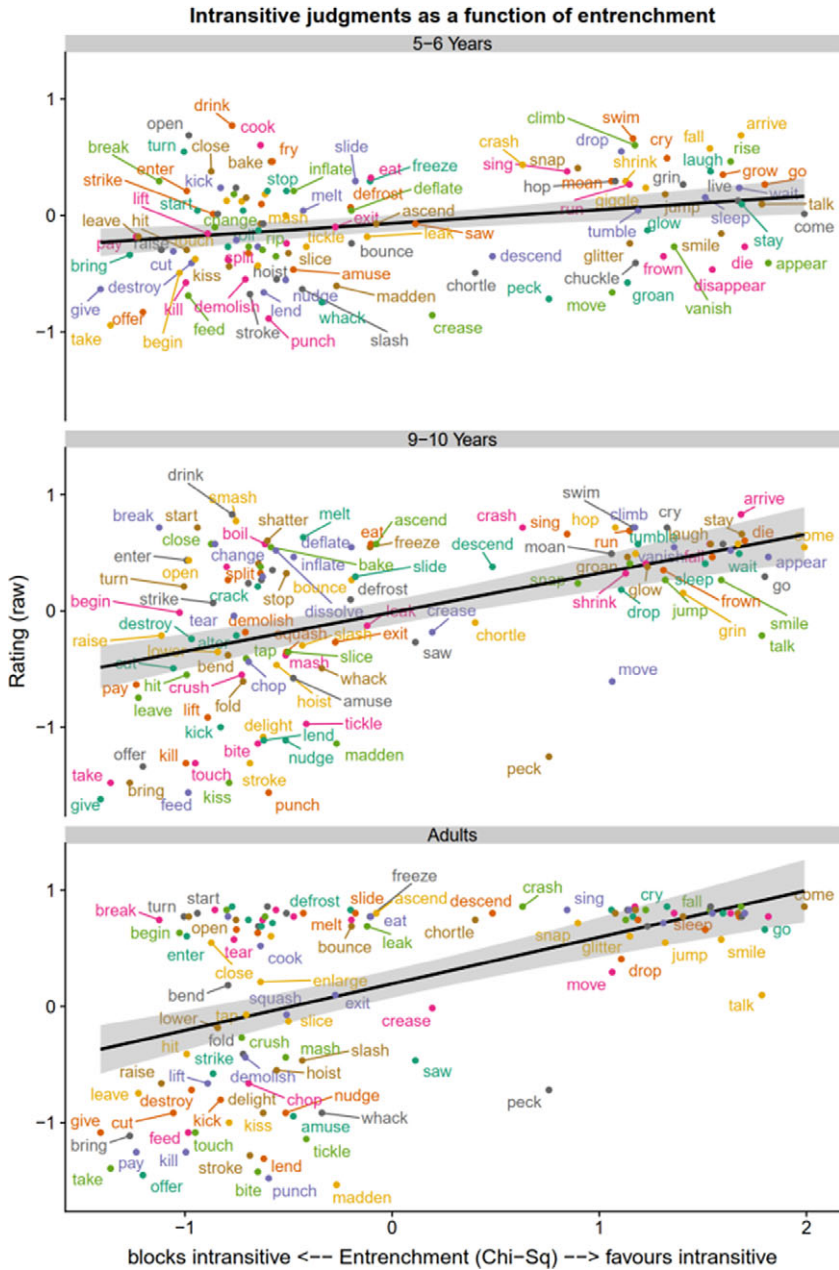 Intransitive judgments as a function of entrenchment
5−6 Years
drink
open
cook
turn
close
fry
slide
break
bake
enter
inflate
eat
freeze
strike
kick
stop
melt
defrost
deflate
lift
start
mash
change
exit
ascend
leave
hit
touch
pay
raise
rip
tickle
leak
saw
split
slice
bounce
bring
cut
hoist
kiss
amuse
give
destroy
demolish
nudge
madden
kill
lend
whack
offer
feed
stroke
slash
take
begin
punch
crease
climb
swim
arrive
crash
drop
cry
fall
rise
sing
snap
shrink
laugh
grow
go
hop
moan
grin
live
wait
giggle
talk
run
jump
sleep
come
tumble
glow
stay
descend
glitter
smile
chortle
chuckle
frown
die
appear
peck
disappear
move
groan
vanish
1
0
−1
9−10 Years
drink
smash
break
start
shatter
melt
close
boil
eat
ascend
change
deflate
freeze
enter
bake
open
split
inflate
slide
turn
crack
bounce
strike
stop
defrost
begin
dissolve
tear
demolish
leak
crease
raise
destroy
alter
squash
slash
exit
lower
tap
slice
saw
cut
bend
mash
chortle
pay
hit
crush
chop
whack
leave
fold
hoist
amuse
lift
kick
delight
tickle
offer
kill
bite
lend
take
touch
nudge
madden
bring
stroke
give
feed
kiss
punch
swim
arrive
crash
hop
climb
cry
stay
sing
run
tumble
laugh
die
come
descend
moan
vanish
fall
wait
appear
groan
snap
glow
sleep
go
shrink
frown
drop
jump
smile
grin
talk
move
peck
1
0
−1
Rating (raw)
Adults
freeze
start
turn
defrost
slide
ascend
descend
crash
break
open
melt
eat
chortle
begin
bounce
leak
enter
tear
cook
close
enlarge
bend
squash
exit
lower
tap
slice
crease
fold
hit
crush
mash
slash
saw
strike
raise
lift
demolish
hoist
leave
chop
destroy
delight
nudge
give
cut
kick
kiss
whack
amuse
bring
feed
touch
tickle
pay
kill
stroke
lend
take
offer
bite
punch
madden
sing
cry
fall
come
snap
sleep
go
glitter
jump
smile
drop
move
talk
peck
1
0
−1
−1
0
1
2
blocks intransitive <−− Entrenchment (Chi−Sq) −−> favours intransitive